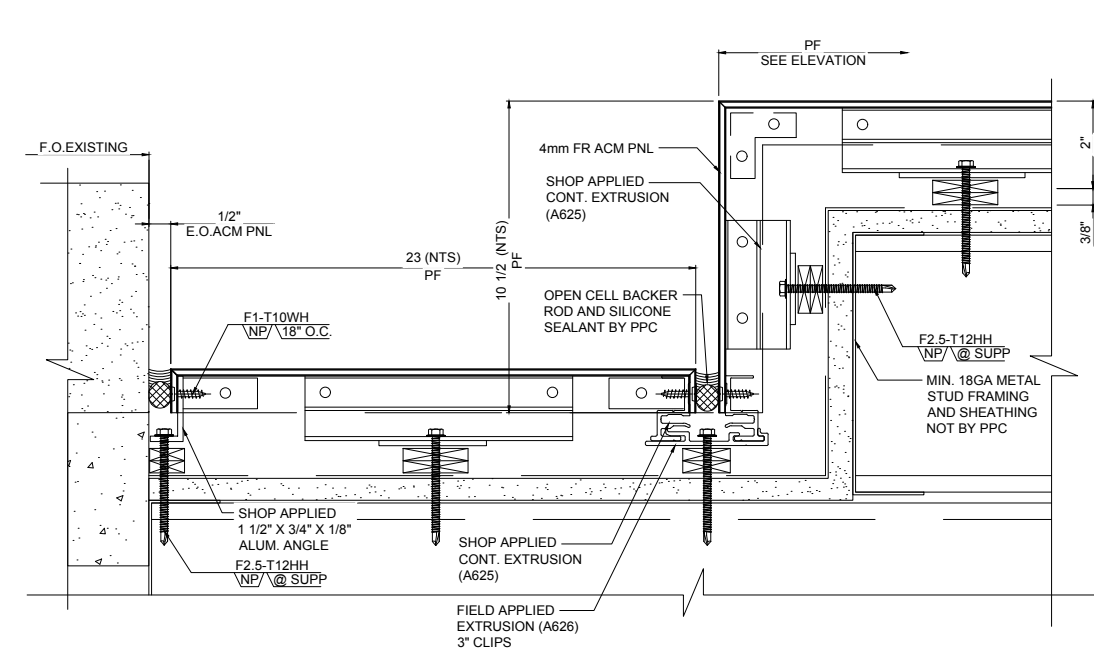 PF
SEE ELEVATION
F.O.EXISTING
4mm FR ACM PNL
2"
SHOP APPLIED
CONT. EXTRUSION
(A625)
1/2"
E.O.ACM PNL
3/8"
10 1/2 (NTS)
PF
23 (NTS)
PF
OPEN CELL BACKER
ROD AND SILICONE
SEALANT BY PPC
F1-T10WH
NP 18" O.C.
F2.5-T12HH
NP @ SUPP
MIN. 18GA METAL
STUD FRAMING
AND SHEATHING
NOT BY PPC
SHOP APPLIED
1 1/2" X 3/4" X 1/8"
ALUM. ANGLE
F2.5-T12HH
NP @ SUPP
SHOP APPLIED
CONT. EXTRUSION
(A625)
FIELD APPLIED
EXTRUSION (A626)
3" CLIPS